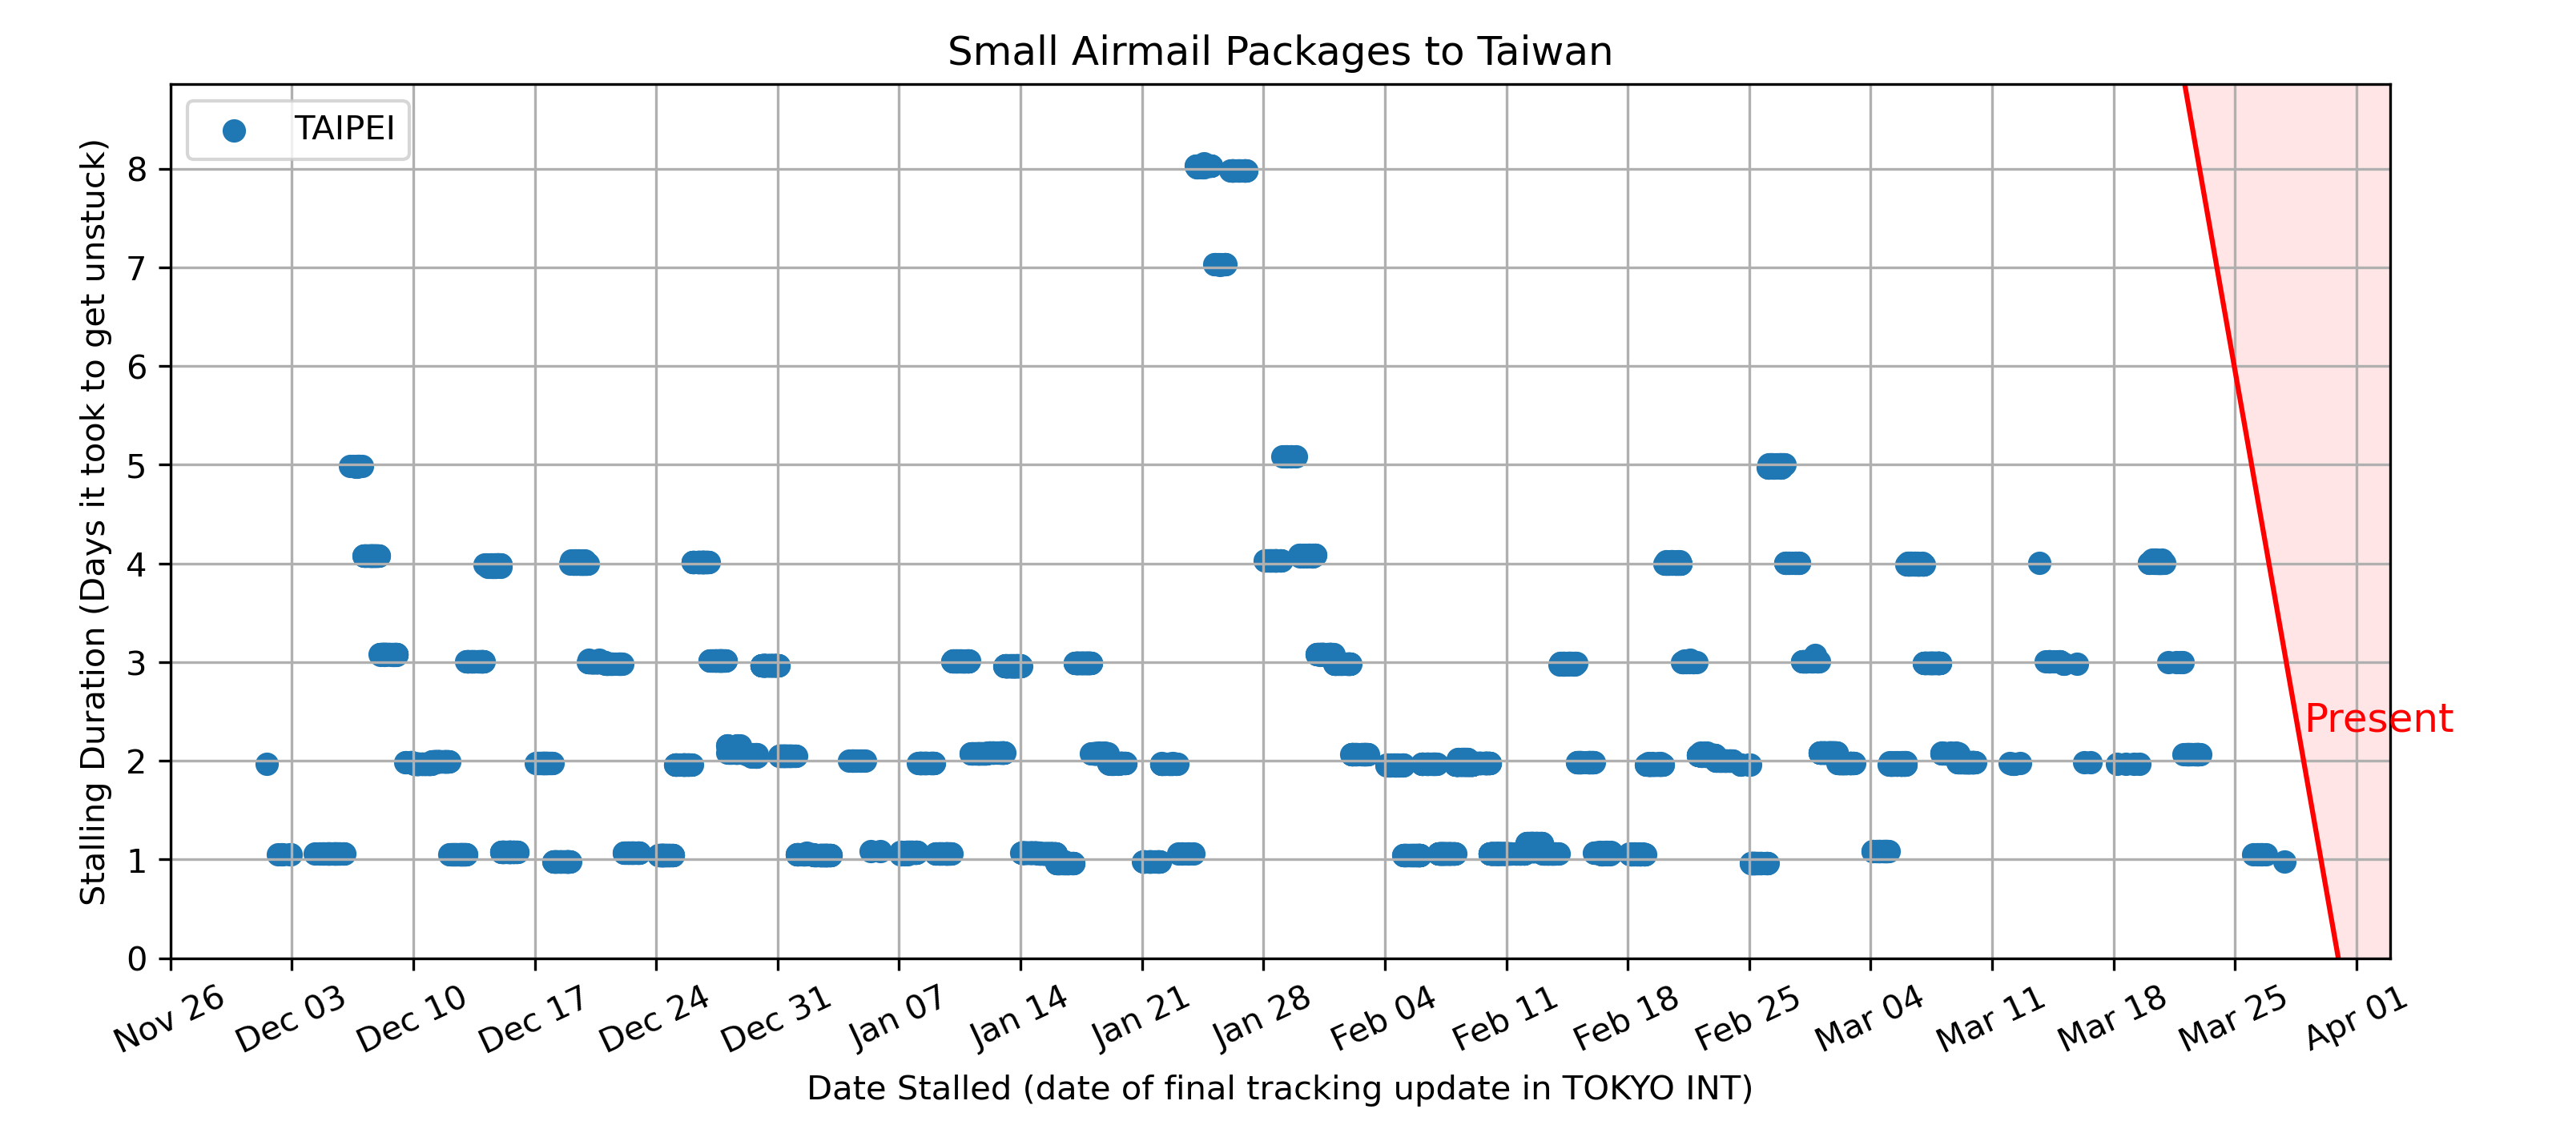 Small Airmail Packages to Taiwan
TAIPEI
Stalling Duration (Days it took to get unstuck)
8
7
6
5
4
3
2
1
0
Present
Nov 26
Dec 03
Dec 10
Dec 17
Dec 24
Dec 31
Jan 07
Jan 14
Jan 21
Jan 28
Feb 04
Feb 11
Feb 18
Feb 25
Mar 04
Mar 11
Mar 18
Mar 25
Apr 01
Date Stalled (date of final tracking update in TOKYO INT)